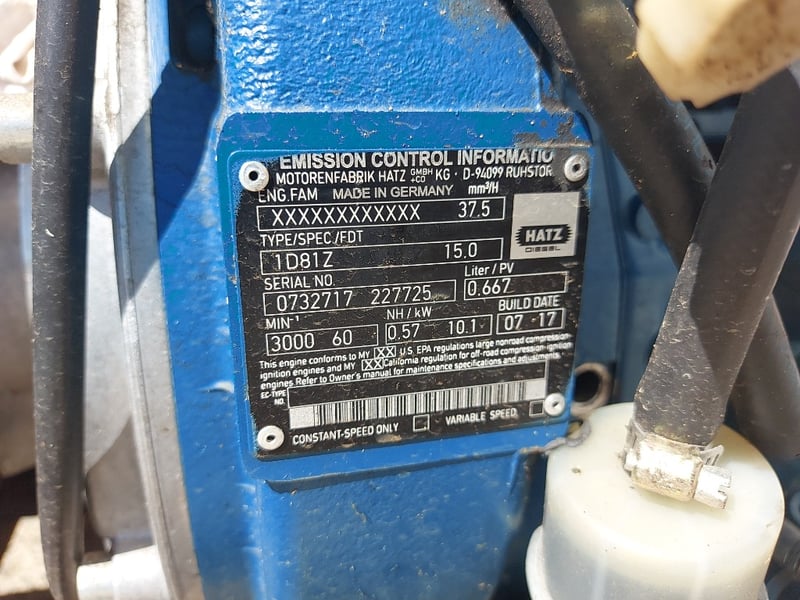 EMISSION CONTROL INFORMATIO
MOTORENFABRIK HATZ GMBH +CO KG · D-94099 RUHSTOR
ENG.FAM MADE IN GERMANY mm³/H
XXXXXXXXXXXX 37.5
TYPE/SPEC/FDT
1D81Z 15.0
HATZ
DIESEL
SERIAL NO. Liter / PV
0732717 227725 0.667
MIN-¹ NH / kW BUILD DATE
3000 60 0.57 10.1 07 - 17
This engine conforms to MY XX U.S. EPA regulations large nonroad compression-
ignition engines and MY XX California regulation for off-road compression-ignition
engines Refer to Owner's manual for maintenance specifications and adjustments.
EC-TYPE
NO.
CONSTANT-SPEED ONLY VARIABLE SPEED